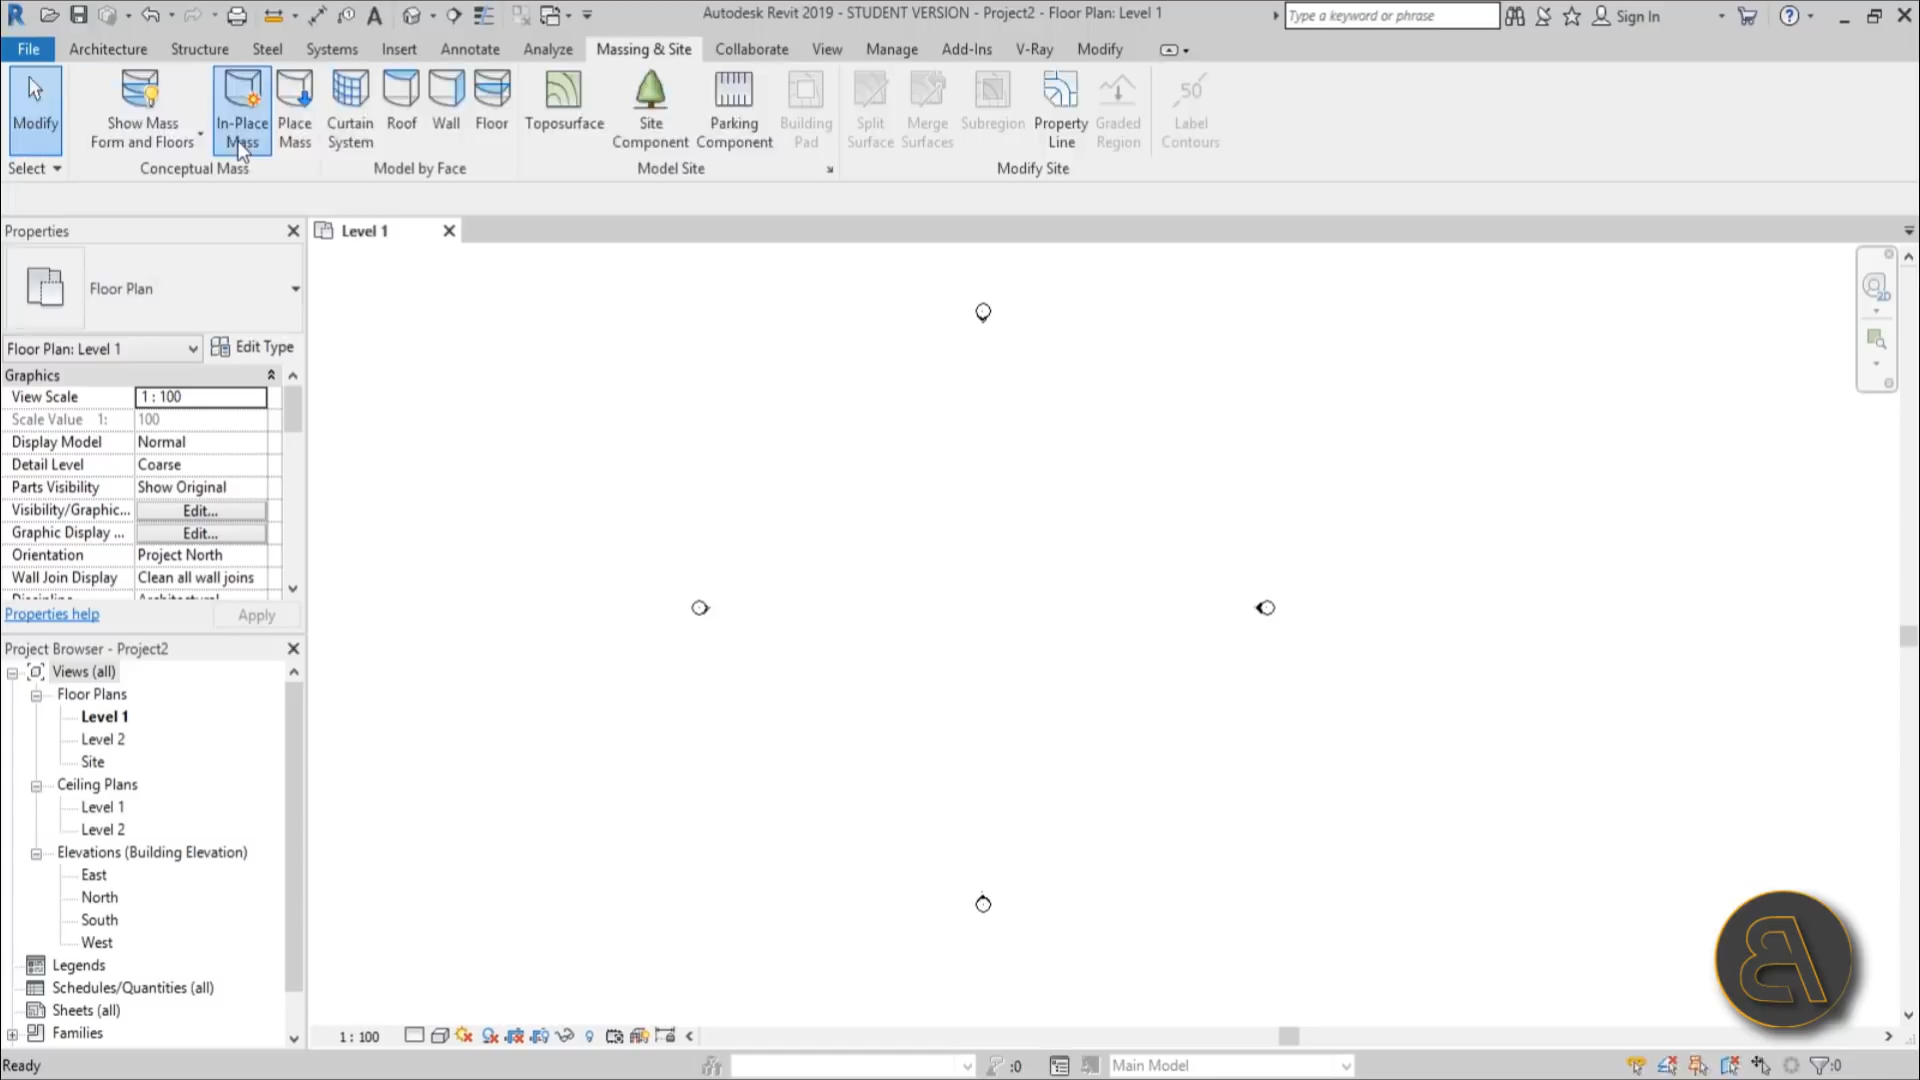 Autodesk Revit 2019 - STUDENT VERSION - Project2 - Floor Plan: Level 1
Type a keyword or phrase
Sign In
File Architecture Structure Steel Systems Insert Annotate Analyze Massing & Site Collaborate View Manage Add-Ins V-Ray Modify
Modify
Show Mass
Form and Floors
In-Place
Mass
Place
Mass
Curtain
System
Roof
Wall
Floor
Toposurface
Site
Component
Parking
Component
Building
Pad
Split
Surface
Merge
Surfaces
Subregion
Property
Line
Graded
Region
50
Label
Contours
Select
Conceptual Mass
Model by Face
Model Site
Modify Site
Properties
Level 1
2D
Floor Plan
Floor Plan: Level 1
Edit Type
Graphics
View Scale 1 : 100
Scale Value 1: 100
Display Model Normal
Detail Level Coarse
Parts Visibility Show Original
Visibility/Graphic... Edit...
Graphic Display ... Edit...
Orientation Project North
Wall Join Display Clean all wall joins
Discipline Architectural
Properties help
Apply
Project Browser - Project2
Views (all)
Floor Plans
Level 1
Level 2
Site
Ceiling Plans
Level 1
Level 2
Elevations (Building Elevation)
East
North
South
West
Legends
Schedules/Quantities (all)
Sheets (all)
Families
1 : 100
Ready
:0
Main Model
:0